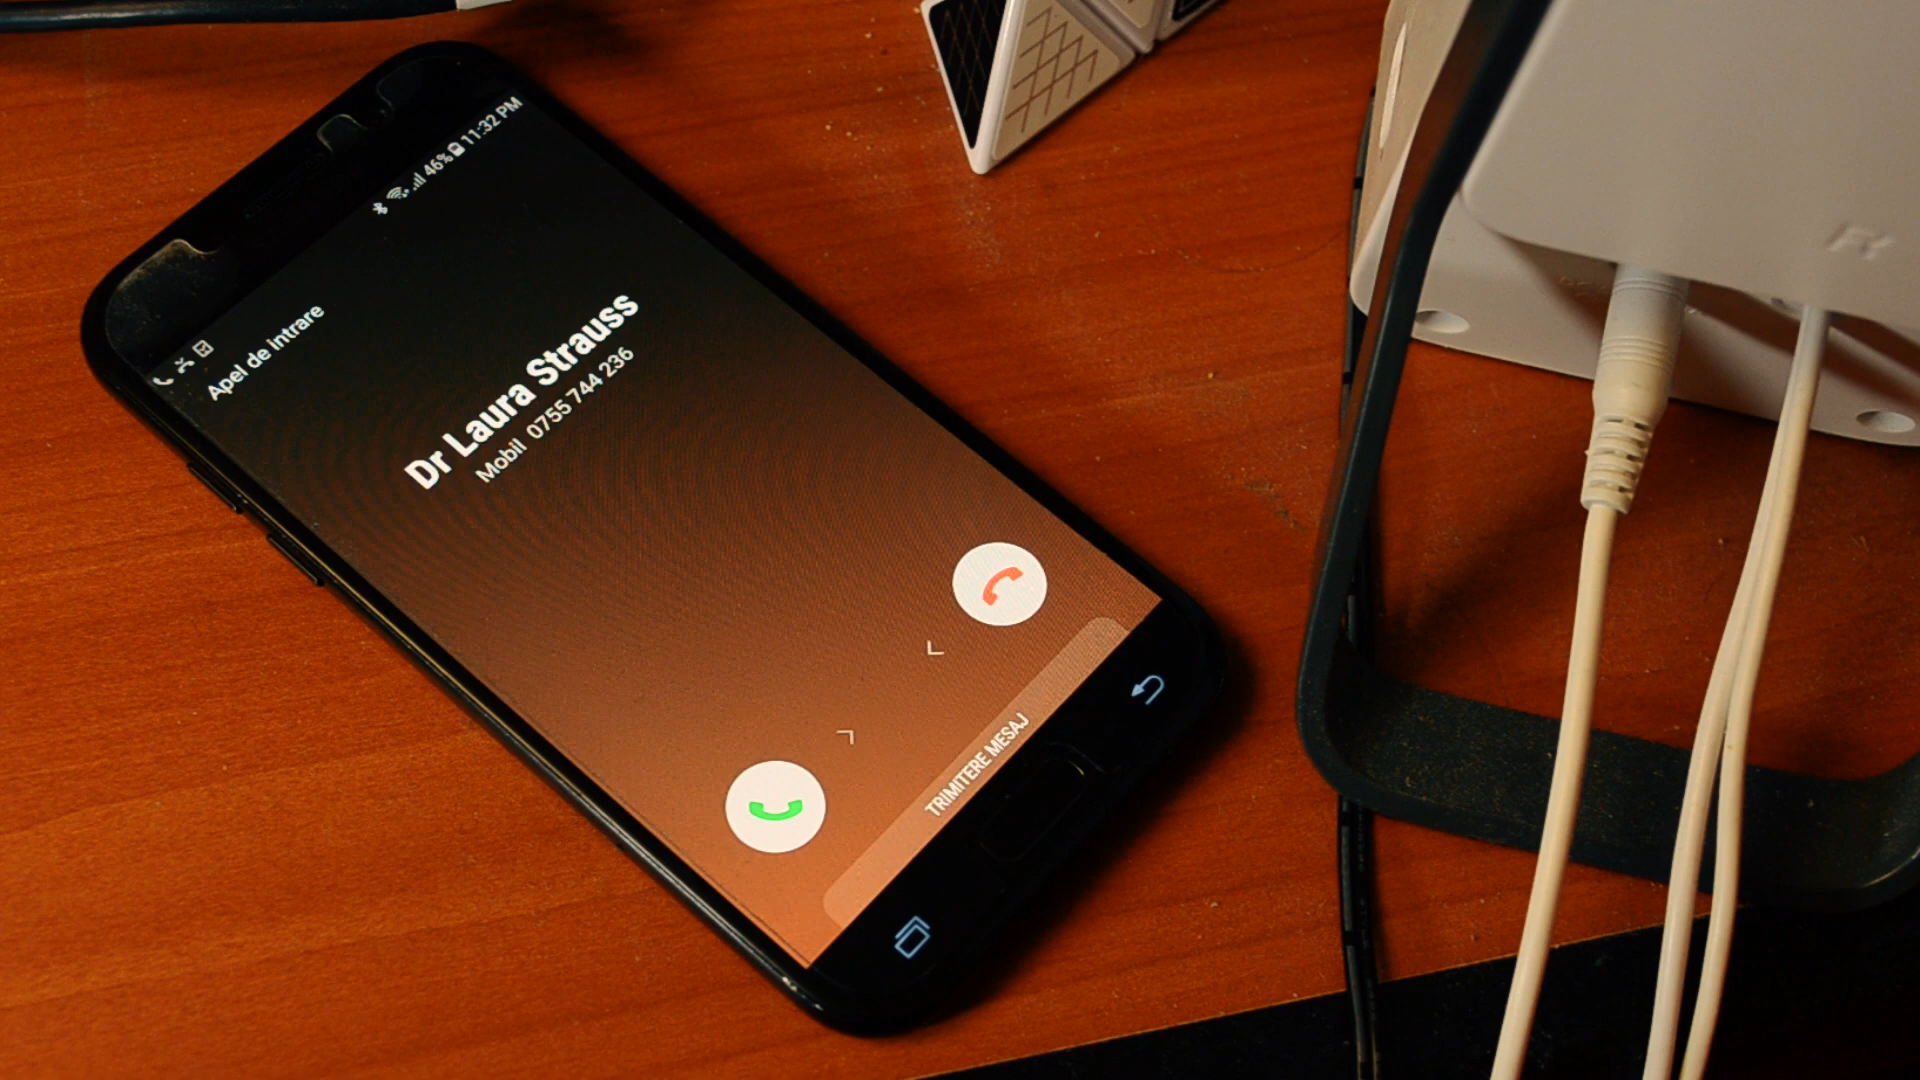 46% 11:32 PM
Apel de intrare
Dr Laura Strauss
Mobil 0755 744 236
TRIMITERE MESAJ
R